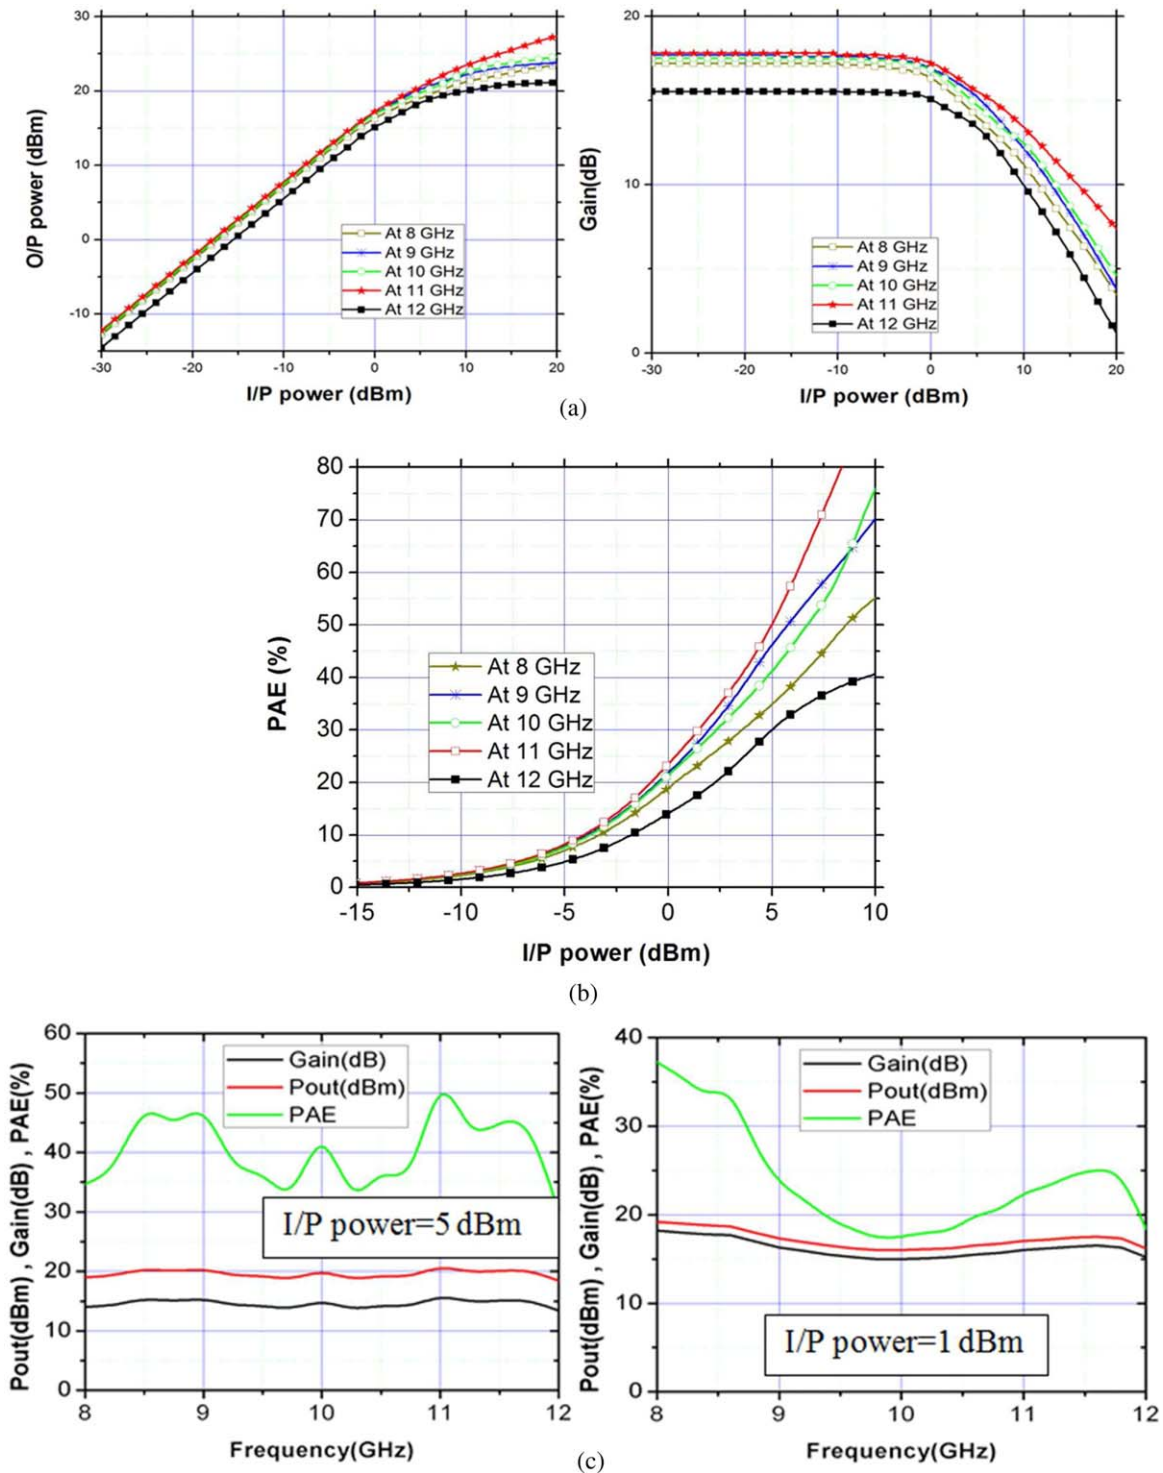 30
20
10
0
-10
-30
-20
-10
0
10
20
O/P power (dBm)
I/P power (dBm)
At 8 GHz
At 9 GHz
At 10 GHz
At 11 GHz
At 12 GHz
20
10
0
-30
-20
-10
0
10
20
Gain(dB)
I/P power (dBm)
At 8 GHz
At 9 GHz
At 10 GHz
At 11 GHz
At 12 GHz
(a)
80
70
60
50
40
30
20
10
0
-15
-10
-5
0
5
10
PAE (%)
At 8 GHz
At 9 GHz
At 10 GHz
At 11 GHz
At 12 GHz
I/P power (dBm)
(b)
60
50
40
30
20
10
0
8
9
10
11
12
Pout(dBm) , Gain(dB) , PAE(%)
Gain(dB)
Pout(dBm)
PAE
I/P power=5 dBm
Frequency(GHz)
40
30
20
10
0
8
9
10
11
12
Pout(dBm) , Gain(dB) , PAE(%)
Gain(dB)
Pout(dBm)
PAE
I/P power=1 dBm
Frequency(GHz)
(c)